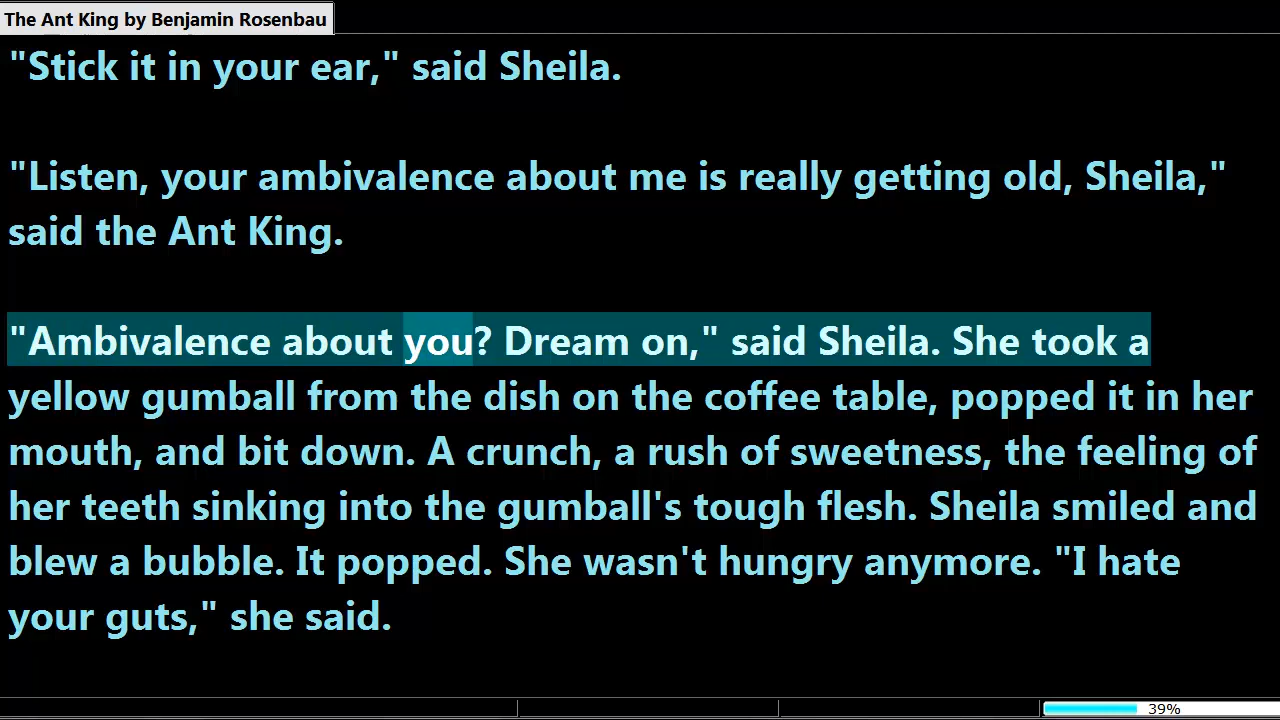 The Ant King by Benjamin Rosenbau
"Stick it in your ear," said Sheila.
"Listen, your ambivalence about me is really getting old, Sheila,"
said the Ant King.
"Ambivalence about you? Dream on," said Sheila. She took a
yellow gumball from the dish on the coffee table, popped it in her
mouth, and bit down. A crunch, a rush of sweetness, the feeling of
her teeth sinking into the gumball's tough flesh. Sheila smiled and
blew a bubble. It popped. She wasn't hungry anymore. "I hate
your guts," she said.
39%